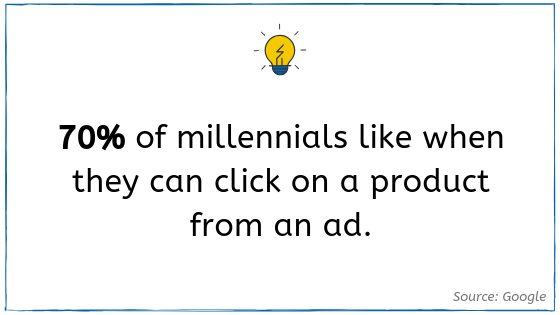 70% of millennials like when
they can click on a product
from an ad.
Source: Google